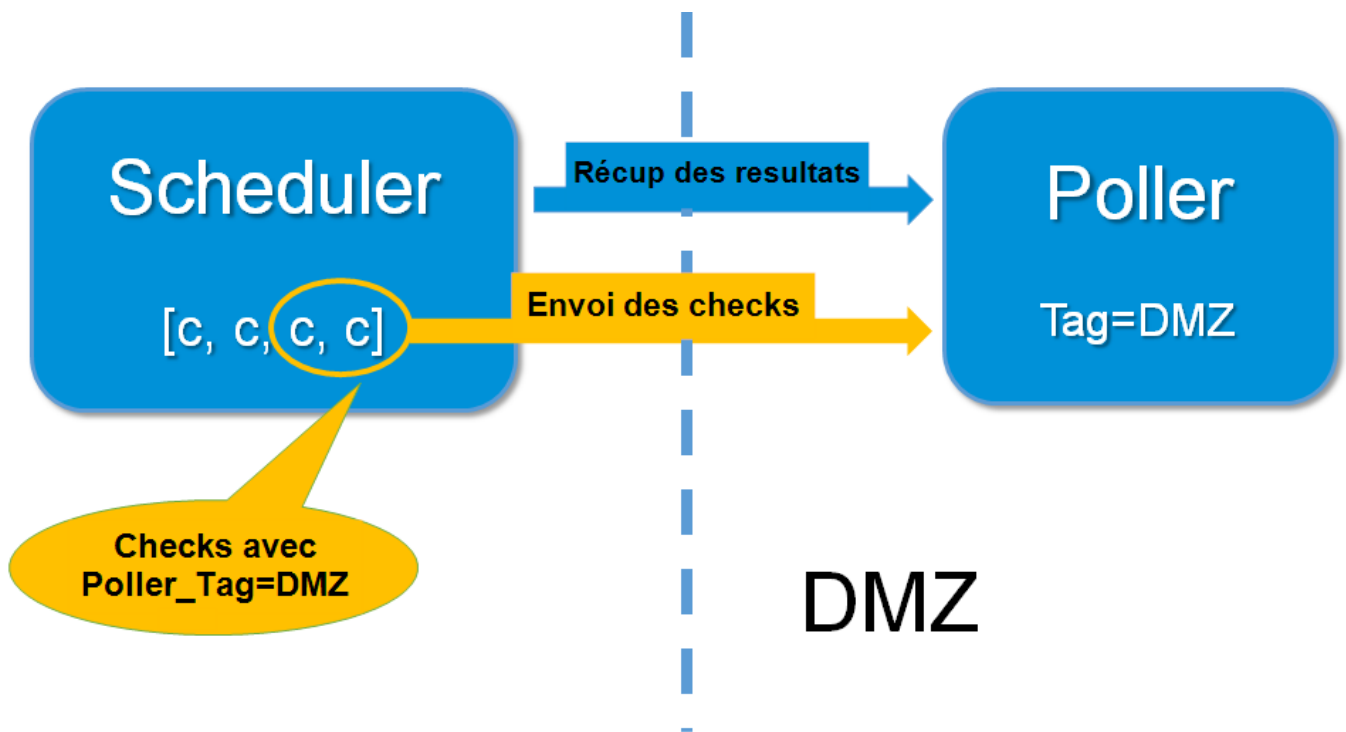 Scheduler
[c, c, c, c]
Récup des resultats
Envoi des checks
Poller
Tag=DMZ
Checks avec
Poller_Tag=DMZ
DMZ